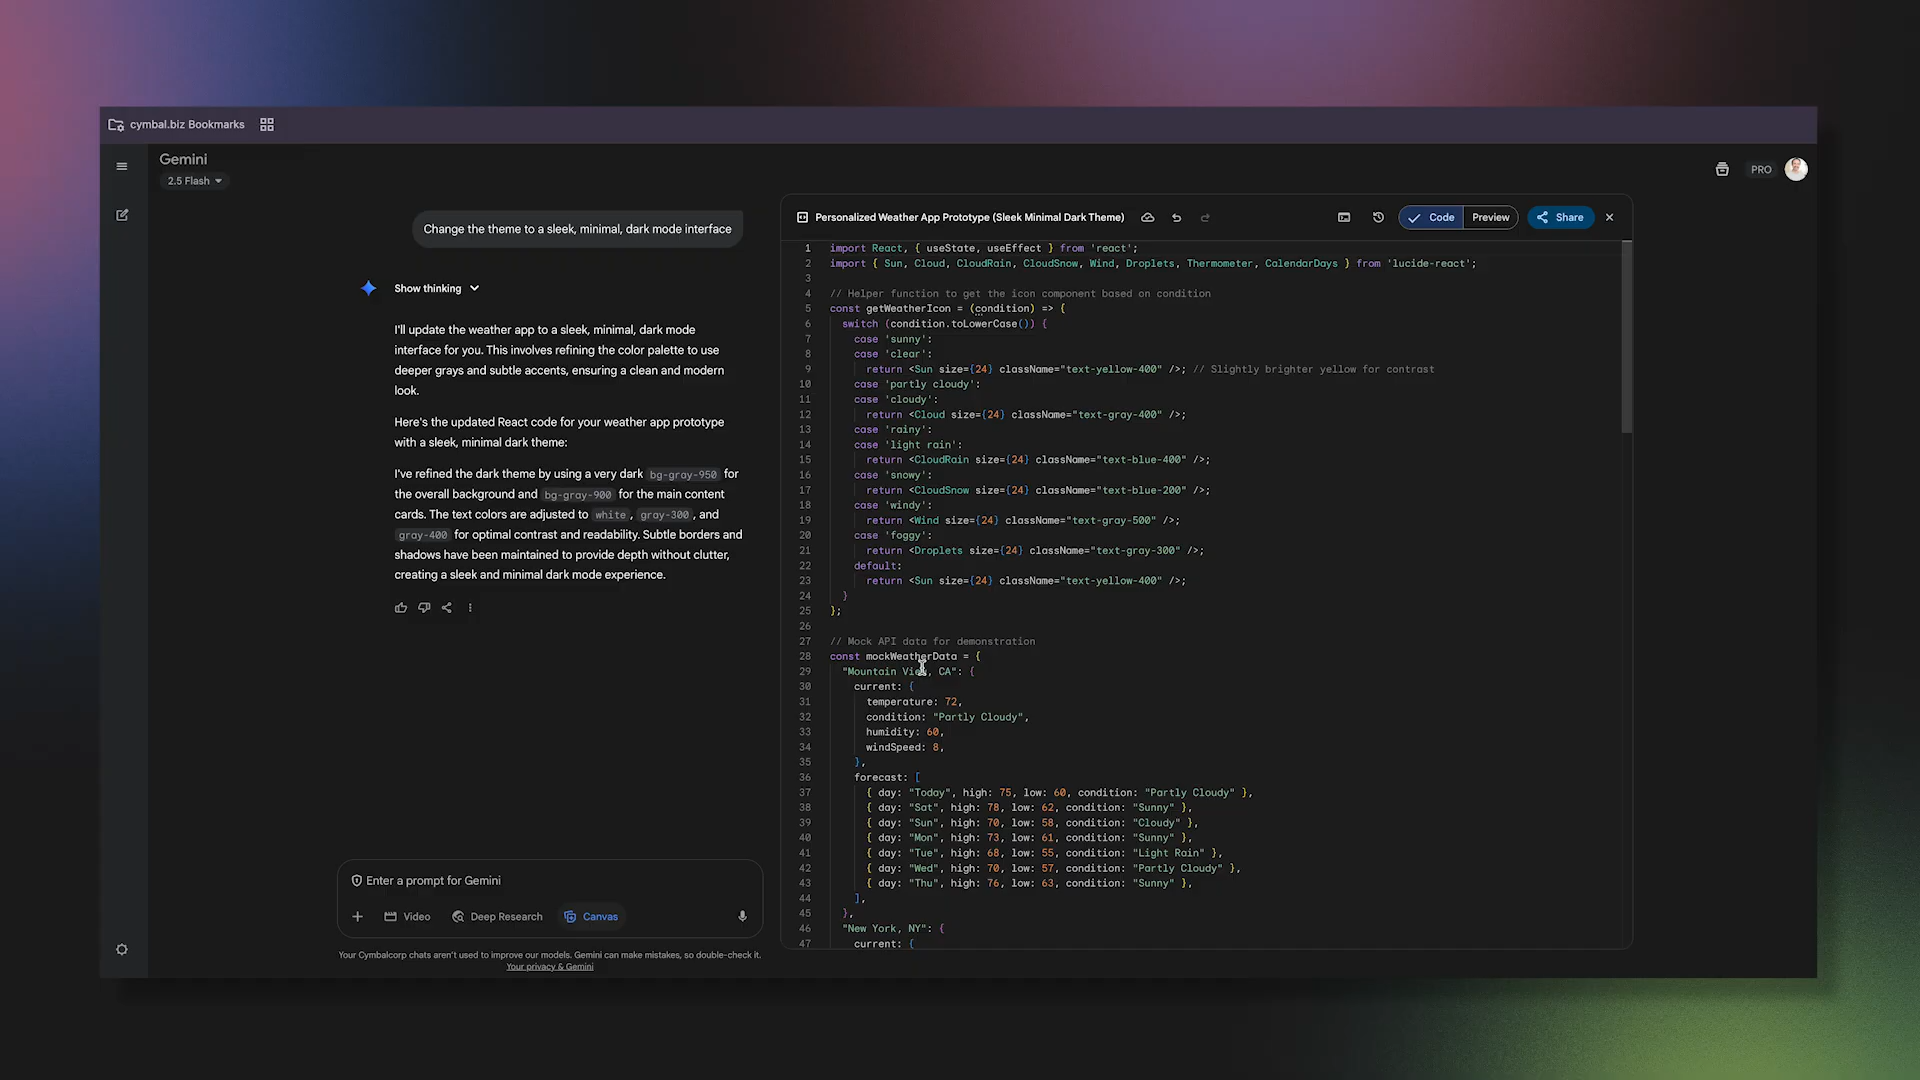 cymbal.biz Bookmarks
Gemini
2.5 Flash
PRO
Change the theme to a sleek, minimal, dark mode interface
Show thinking
I'll update the weather app to a sleek, minimal, dark mode
interface for you. This involves refining the color palette to use
deeper grays and subtle accents, ensuring a clean and modern
look.
Here's the updated React code for your weather app prototype
with a sleek, minimal dark theme:
I've refined the dark theme by using a very dark bg-gray-950 for
the overall background and bg-gray-900 for the main content
cards. The text colors are adjusted to white, gray-300, and
gray-400 for optimal contrast and readability. Subtle borders and
shadows have been maintained to provide depth without clutter,
creating a sleek and minimal dark mode experience.
Enter a prompt for Gemini
Video Deep Research Canvas
Your Cymbalcorp chats aren't used to improve our models. Gemini can make mistakes, so double-check it.
Your privacy & Gemini
Personalized Weather App Prototype (Sleek Minimal Dark Theme)
Code Preview Share
1 import React, { useState, useEffect } from 'react';
2 import { Sun, Cloud, CloudRain, CloudSnow, Wind, Droplets, Thermometer, CalendarDays } from 'lucide-react';
3
4 // Helper function to get the icon component based on condition
5 const getWeatherIcon = (condition) => {
6 switch (condition.toLowerCase()) {
7 case 'sunny':
8 case 'clear':
9 return <Sun size={24} className="text-yellow-400" />; // Slightly brighter yellow for contrast
10 case 'partly cloudy':
11 case 'cloudy':
12 return <Cloud size={24} className="text-gray-400" />;
13 case 'rainy':
14 case 'light rain':
15 return <CloudRain size={24} className="text-blue-400" />;
16 case 'snowy':
17 return <CloudSnow size={24} className="text-blue-200" />;
18 case 'windy':
19 return <Wind size={24} className="text-gray-500" />;
20 case 'foggy':
21 return <Droplets size={24} className="text-gray-300" />;
22 default:
23 return <Sun size={24} className="text-yellow-400" />;
24 }
25 };
26
27 // Mock API data for demonstration
28 const mockWeatherData = {
29 "Mountain View, CA": {
30 current: {
31 temperature: 72,
32 condition: "Partly Cloudy",
33 humidity: 60,
34 windSpeed: 8,
35 },
36 forecast: [
37 { day: "Today", high: 75, low: 60, condition: "Partly Cloudy" },
38 { day: "Sat", high: 78, low: 62, condition: "Sunny" },
39 { day: "Sun", high: 70, low: 58, condition: "Cloudy" },
40 { day: "Mon", high: 73, low: 61, condition: "Sunny" },
41 { day: "Tue", high: 68, low: 55, condition: "Light Rain" },
42 { day: "Wed", high: 70, low: 57, condition: "Partly Cloudy" },
43 { day: "Thu", high: 76, low: 63, condition: "Sunny" },
44 ],
45 },
46 "New York, NY": {
47 current: {